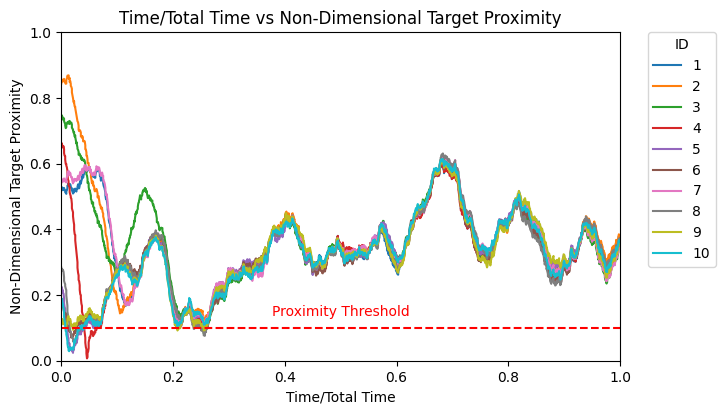 Time/Total Time vs Non-Dimensional Target Proximity
Non-Dimensional Target Proximity
1.0
0.8
0.6
0.4
0.2
0.0
Proximity Threshold
0.0 0.2 0.4 0.6 0.8 1.0
Time/Total Time
ID
1
2
3
4
5
6
7
8
9
10